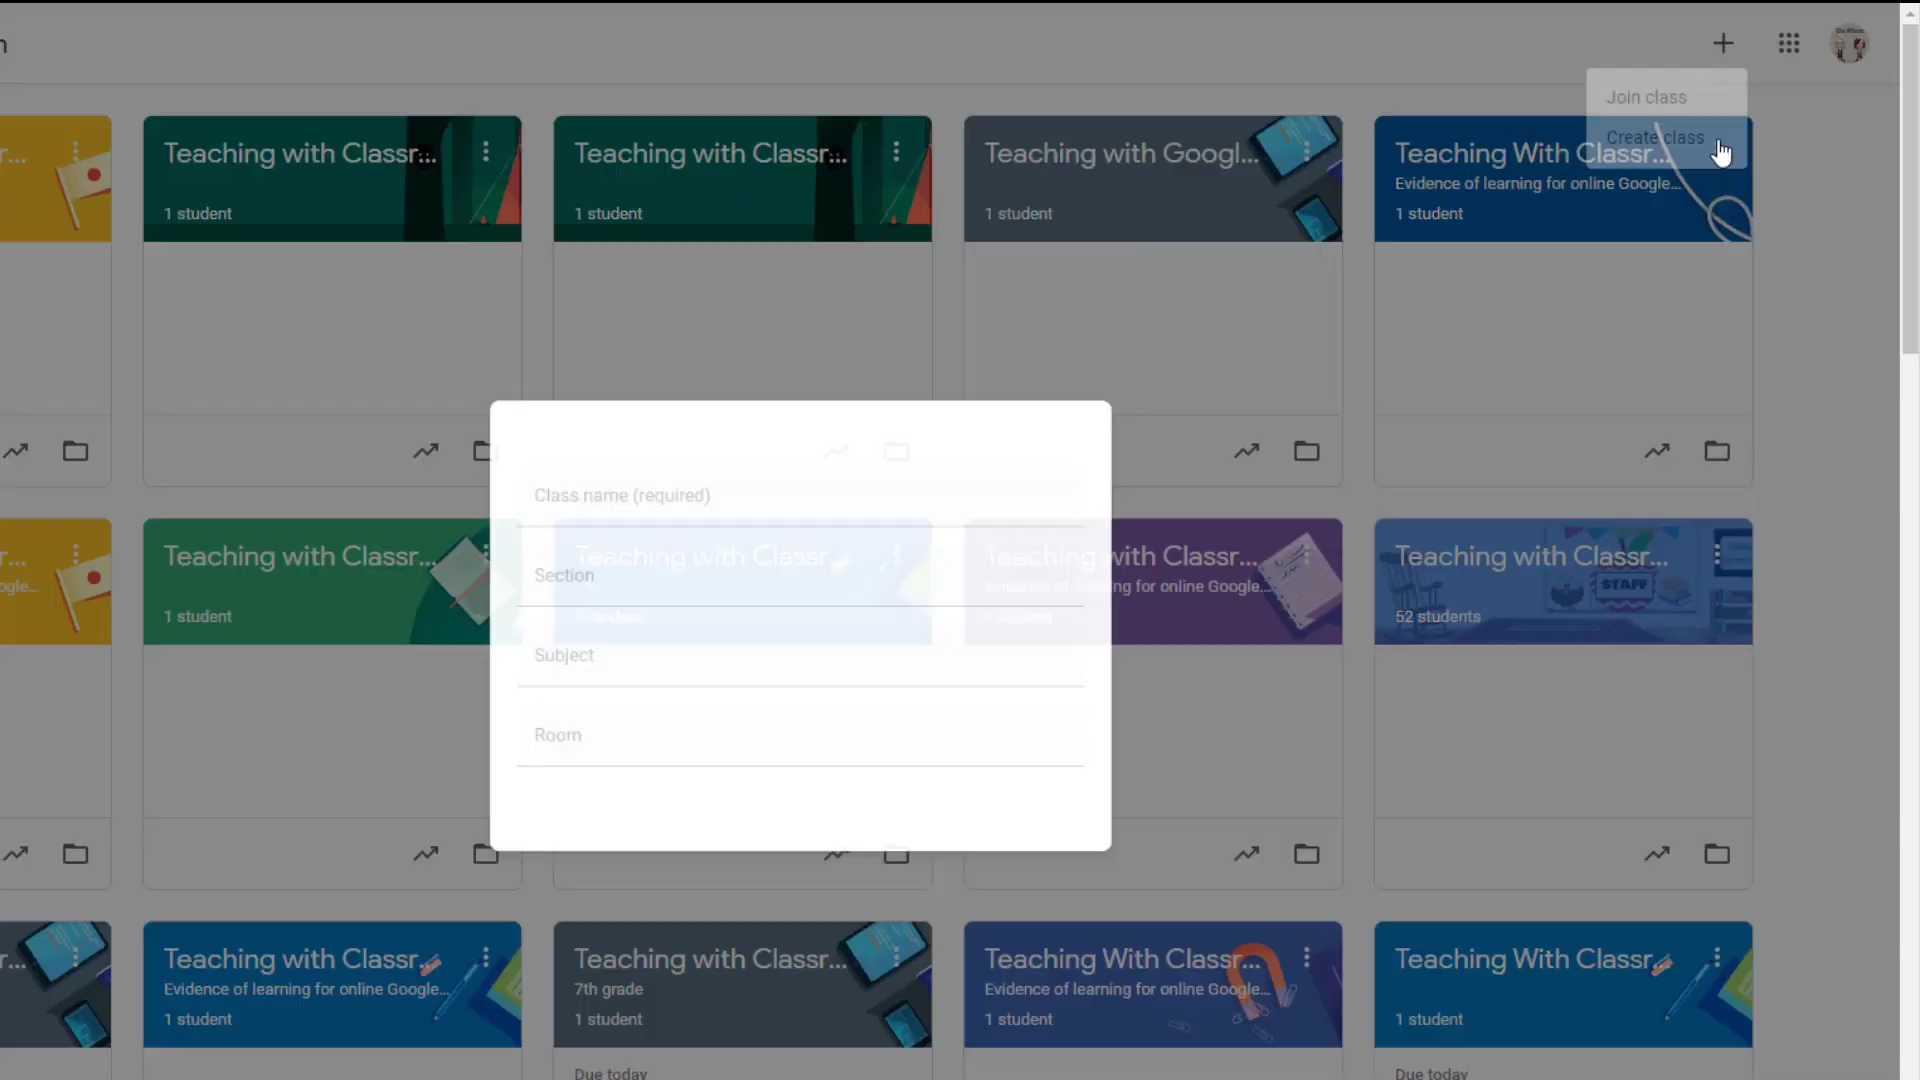 Join class
Create class
Teaching with Classr...
1 student
Teaching with Classr...
1 student
Teaching with Googl...
1 student
Teaching With Classr...
Evidence of learning for online Google...
1 student
Class name (required)
Section
Subject
Room
Teaching with Classr...
1 student
Teaching with Classr...
Teaching with Classr...
52 students
STAFF
Teaching with Classr...
Evidence of learning for online Google...
1 student
Teaching with Classr...
7th grade
1 student
Due today
Teaching With Classr...
Evidence of learning for online Google...
1 student
Teaching With Classr...
1 student
Due today